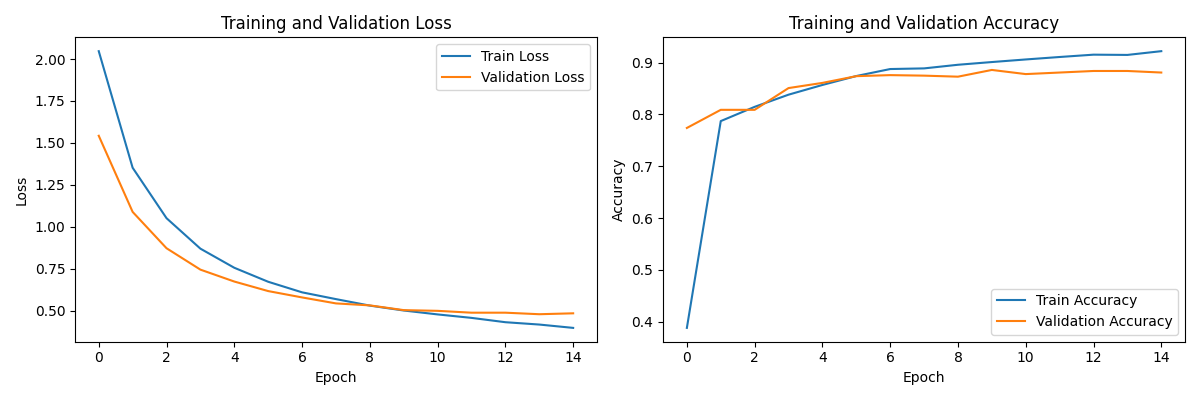 Training and Validation Loss
Train Loss
Validation Loss
2.00
1.75
1.50
1.25
1.00
0.75
0.50
Loss
0 2 4 6 8 10 12 14
Epoch
Training and Validation Accuracy
0.9
0.8
0.7
0.6
0.5
0.4
Accuracy
Train Accuracy
Validation Accuracy
0 2 4 6 8 10 12 14
Epoch